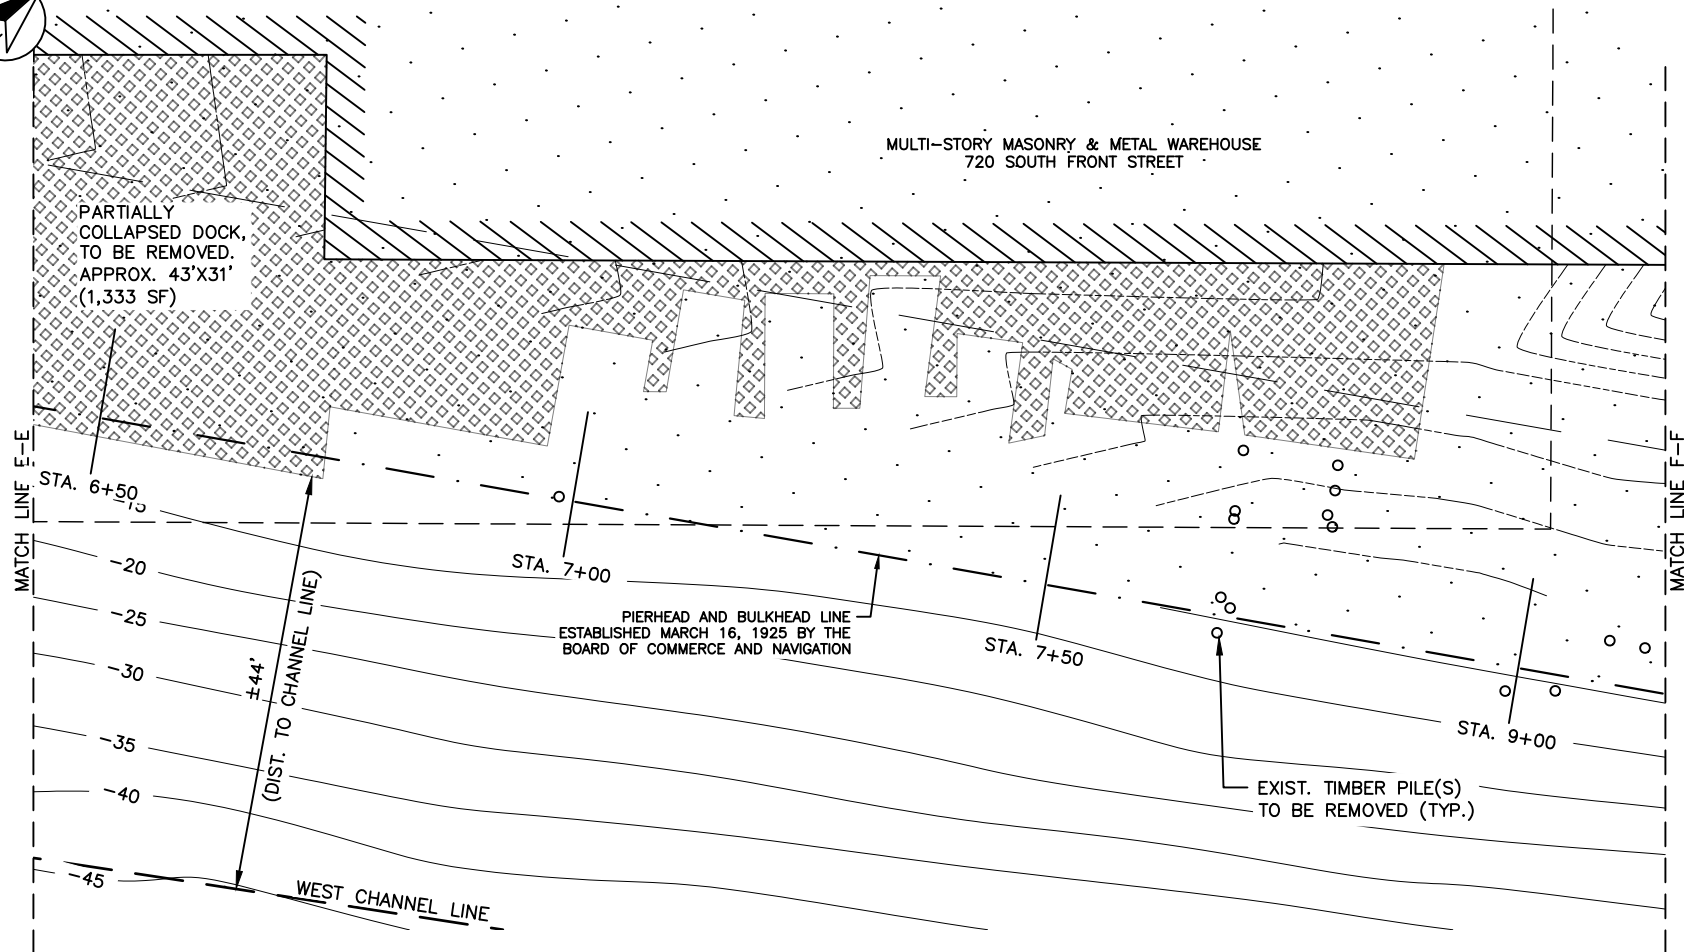 MULTI-STORY MASONRY & METAL WAREHOUSE
720 SOUTH FRONT STREET
PARTIALLY
COLLAPSED DOCK,
TO BE REMOVED.
APPROX. 43'X31'
(1,333 SF)
MATCH LINE E-E
MATCH LINE F-F
STA. 6+50
-15
STA. 7+00
-20
-25
-30
-35
-40
-45
±44'
(DIST. TO CHANNEL LINE)
PIERHEAD AND BULKHEAD LINE
ESTABLISHED MARCH 16, 1925 BY THE
BOARD OF COMMERCE AND NAVIGATION
STA. 7+50
STA. 9+00
EXIST. TIMBER PILE(S)
TO BE REMOVED (TYP.)
WEST CHANNEL LINE